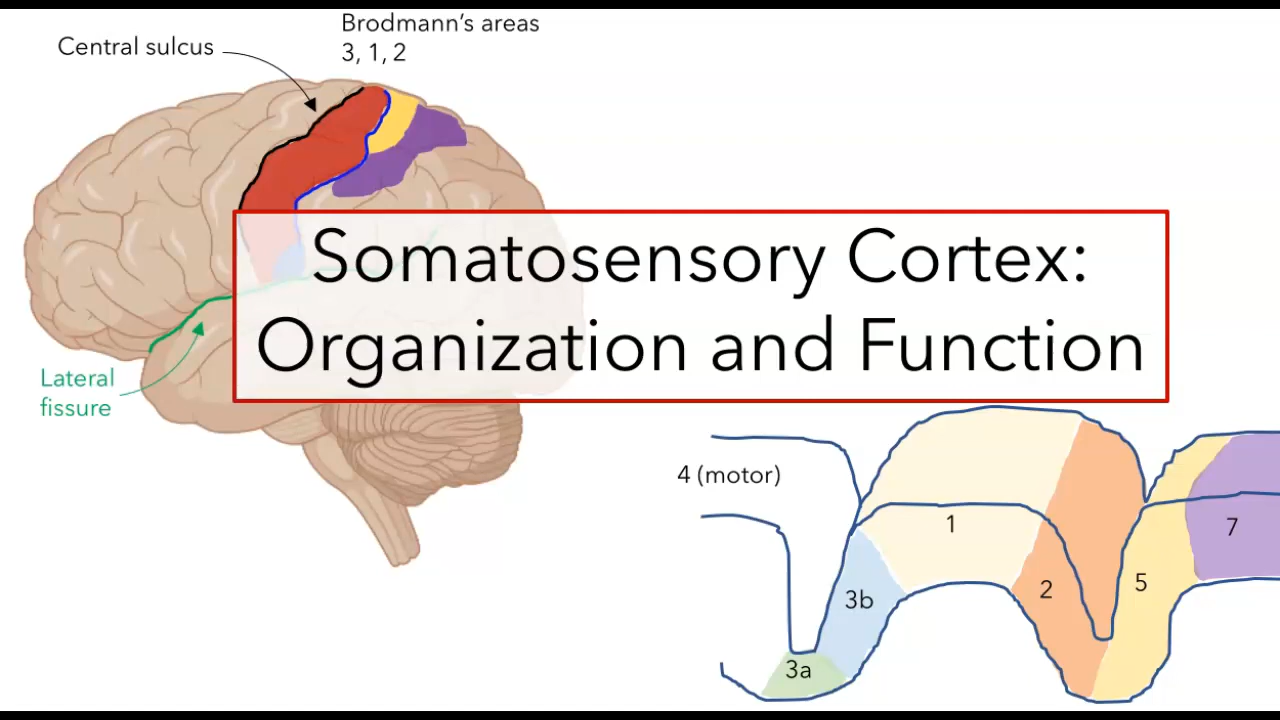 Brodmann’s areas
3, 1, 2
Central sulcus
Somatosensory Cortex:
Organization and Function
Lateral
fissure
4 (motor)
1
7
2
5
3b
3a